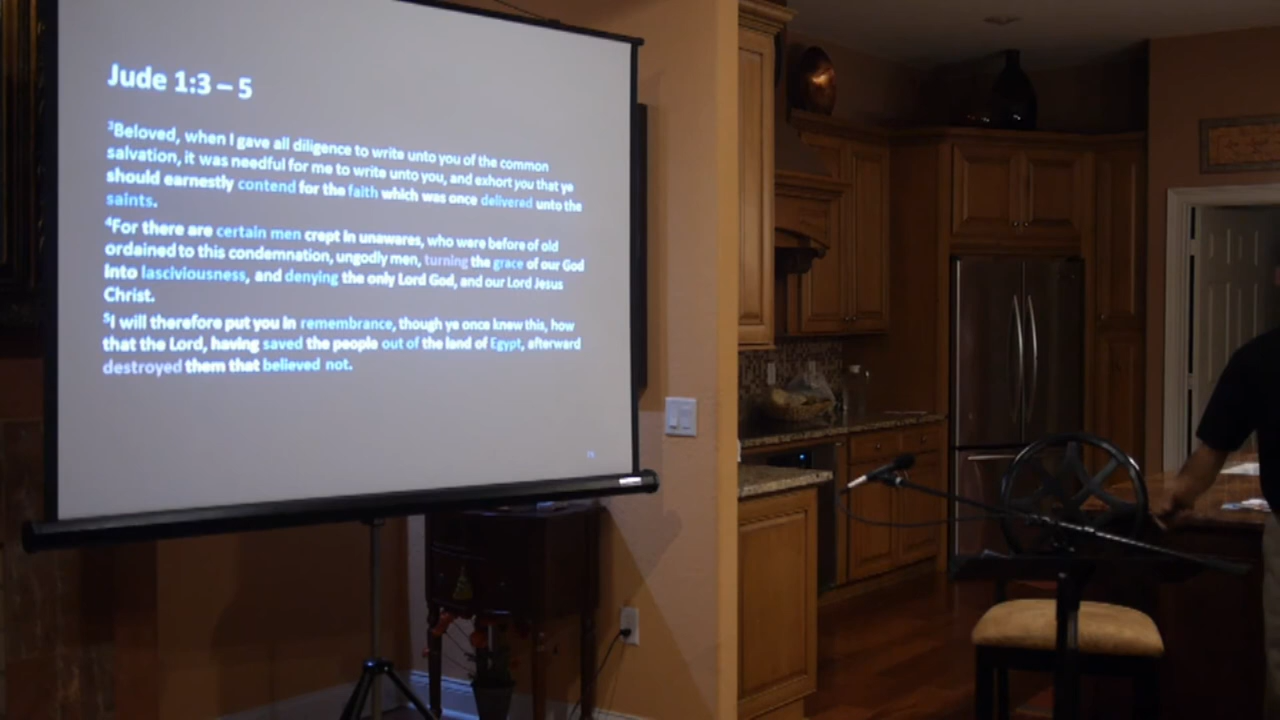 Jude 1:3 – 5
³Beloved, when I gave all diligence to write unto you of the common
salvation, it was needful for me to write unto you, and exhort you that ye
should earnestly contend for the faith which was once delivered unto the
saints.
⁴For there are certain men crept in unawares, who were before of old
ordained to this condemnation, ungodly men, turning the grace of our God
into lasciviousness, and denying the only Lord God, and our Lord Jesus
Christ.
⁵I will therefore put you in remembrance, though ye once knew this, how
that the Lord, having saved the people out of the land of Egypt, afterward
destroyed them that believed not.